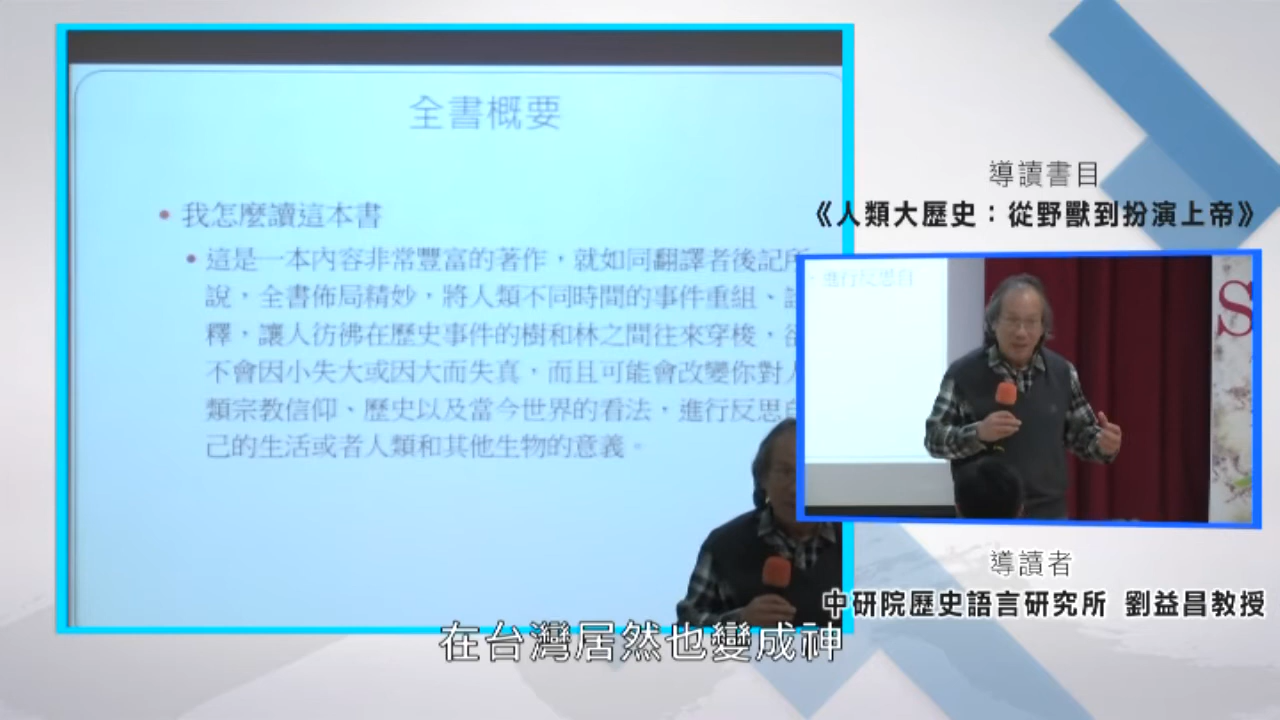 全書概要
我怎麼讀這本書
這是一本內容非常豐富的著作，就如同翻譯者後記所
說，全書佈局精妙，將人類不同時間的事件重組、
釋，讓人彷彿在歷史事件的樹和林之間往來穿梭，
不會因小失大或因大而失真，而且可能會改變你對人
類宗教信仰、歷史以及當今世界的看法，進行反思自
己的生活或者人類和其他生物的意義。
導讀書目
《人類大歷史：從野獸到扮演上帝》
進行反思自
S
導讀者
中研院歷史語言研究所 劉益昌教授
在台灣居然也變成神